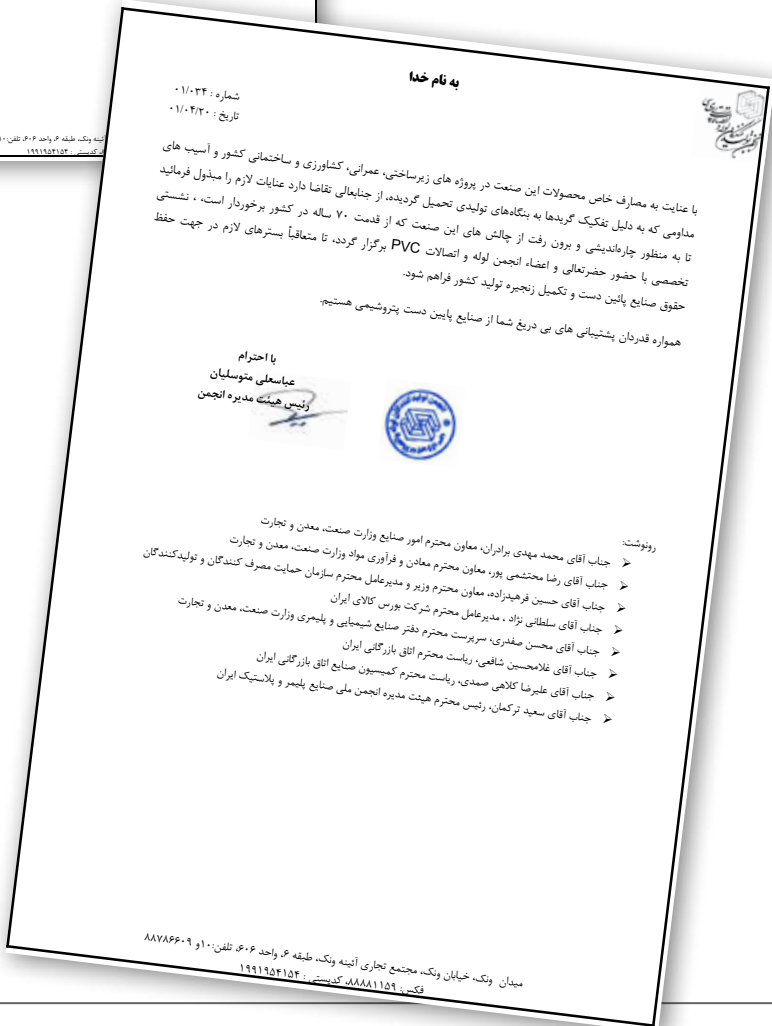 به نام خدا
شماره : ۰۱/۰۳۴
تاریخ : ۰۱/۰۴/۲۰
با عنایت به مصارف خاص محصولات این صنعت در پروژه های زیرساختی، عمرانی، کشاورزی و ساختمانی کشور و آسیب های
مداومی که به دلیل تفکیک گریدها به بنگاه‌های تولیدی تحمیل گردیده، از جنابعالی تقاضا دارد عنایات لازم را مبذول فرمائید
تا به منظور چاره‌اندیشی و برون رفت از چالش های این صنعت که از قدمت ۷۰ ساله در کشور برخوردار است، ، نشستی
تخصصی با حضور حضرتعالی و اعضاء انجمن لوله و اتصالات PVC برگزار گردد، تا متعاقباً بسترهای لازم در جهت حفظ
حقوق صنایع پائین دست و تکمیل زنجیره تولید کشور فراهم شود.
همواره قدردان پشتیبانی های بی دریغ شما از صنایع پایین دست پتروشیمی هستیم.
با احترام
عباسعلی متوسلیان
رئیس هیئت مدیره انجمن
رونوشت:
جناب آقای محمد مهدی برادران، معاون محترم امور صنایع وزارت صنعت، معدن و تجارت
جناب آقای رضا محتشمی پور، معاون محترم معادن و فرآوری مواد وزارت صنعت، معدن و تجارت
جناب آقای حسین فرهیدزاده، معاون محترم وزیر و مدیرعامل محترم سازمان حمایت مصرف کنندگان و تولیدکنندگان
جناب آقای سلطانی نژاد ، مدیرعامل محترم شرکت بورس کالای ایران
جناب آقای محسن صفدری، سرپرست محترم دفتر صنایع شیمیایی و پلیمری وزارت صنعت، معدن و تجارت
جناب آقای غلامحسین شافعی، ریاست محترم اتاق بازرگانی ایران
جناب آقای علیرضا کلاهی صمدی، ریاست محترم کمیسیون صنایع اتاق بازرگانی ایران
جناب آقای سعید ترکمان، رئیس محترم هیئت مدیره انجمن ملی صنایع پلیمر و پلاستیک ایران
میدان ونک، خیابان ونک، مجتمع تجاری آئینه ونک، طبقه ۶، واحد ۶۰۶، تلفن:۱۰و ۸۸۷۸۶۶۰۹
فکس: ۸۸۸۸۱۱۵۹، کدپستی : ۱۹۹۱۹۵۴۱۵۴
آئینه ونک، طبقه ۶، واحد ۶۰۶، تلفن:۱۰
کدپستی : ۱۹۹۱۹۵۴۱۵۴